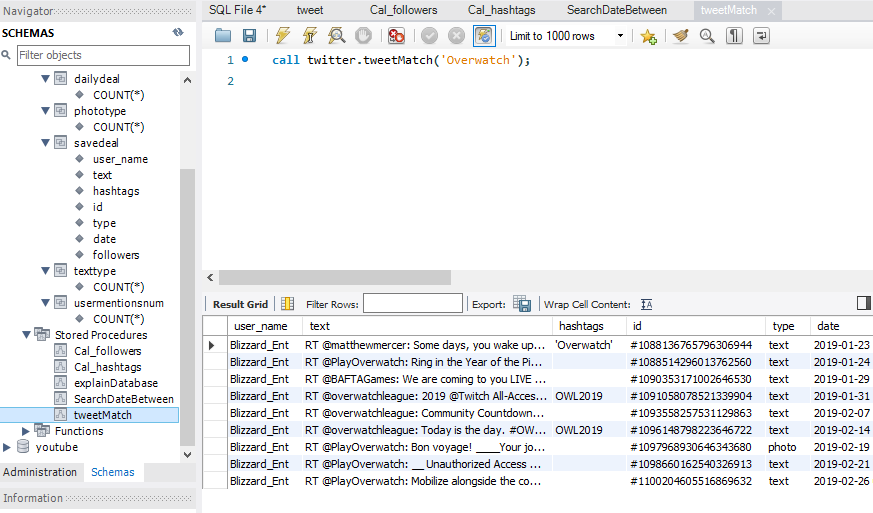 Navigator
SCHEMAS
Filter objects
dailydeal
COUNT(*)
phototype
COUNT(*)
savedeal
user_name
text
hashtags
id
type
date
followers
texttype
COUNT(*)
usermentionsnum
COUNT(*)
Stored Procedures
Cal_followers
Cal_hashtags
explainDatabase
SearchDateBetween
tweetMatch
Functions
youtube
Administration Schemas
Information
SQL File 4* tweet Cal_followers Cal_hashtags SearchDateBetween tweetMatch
Limit to 1000 rows
1 call twitter.tweetMatch('Overwatch');
2
Result Grid Filter Rows: Export: Wrap Cell Content:
user_name text hashtags id type date
Blizzard_Ent RT @matthewmercer: Some days, you wake up... 'Overwatch' #1088136765796306944 text 2019-01-23
Blizzard_Ent RT @PlayOverwatch: Ring in the Year of the Pi... #1088514296013762560 text 2019-01-24
Blizzard_Ent RT @BAFTAGames: We are coming to you LIVE ... #1090353171002646530 text 2019-01-29
Blizzard_Ent RT @overwatchleague: 2019 @Twitch All-Acces... OWL2019 #1091058078521339904 text 2019-01-31
Blizzard_Ent RT @overwatchleague: Community Countdown... #1093558257531129863 text 2019-02-07
Blizzard_Ent RT @overwatchleague: Today is the day. #OW... OWL2019 #1096148798223646722 text 2019-02-14
Blizzard_Ent RT @PlayOverwatch: Bon voyage! ____Your jo... #1097968930646343680 photo 2019-02-19
Blizzard_Ent RT @PlayOverwatch: __ Unauthorized Access ... #1098660162540326913 text 2019-02-21
Blizzard_Ent RT @PlayOverwatch: Mobilize alongside the co... #1100204605516869632 text 2019-02-26